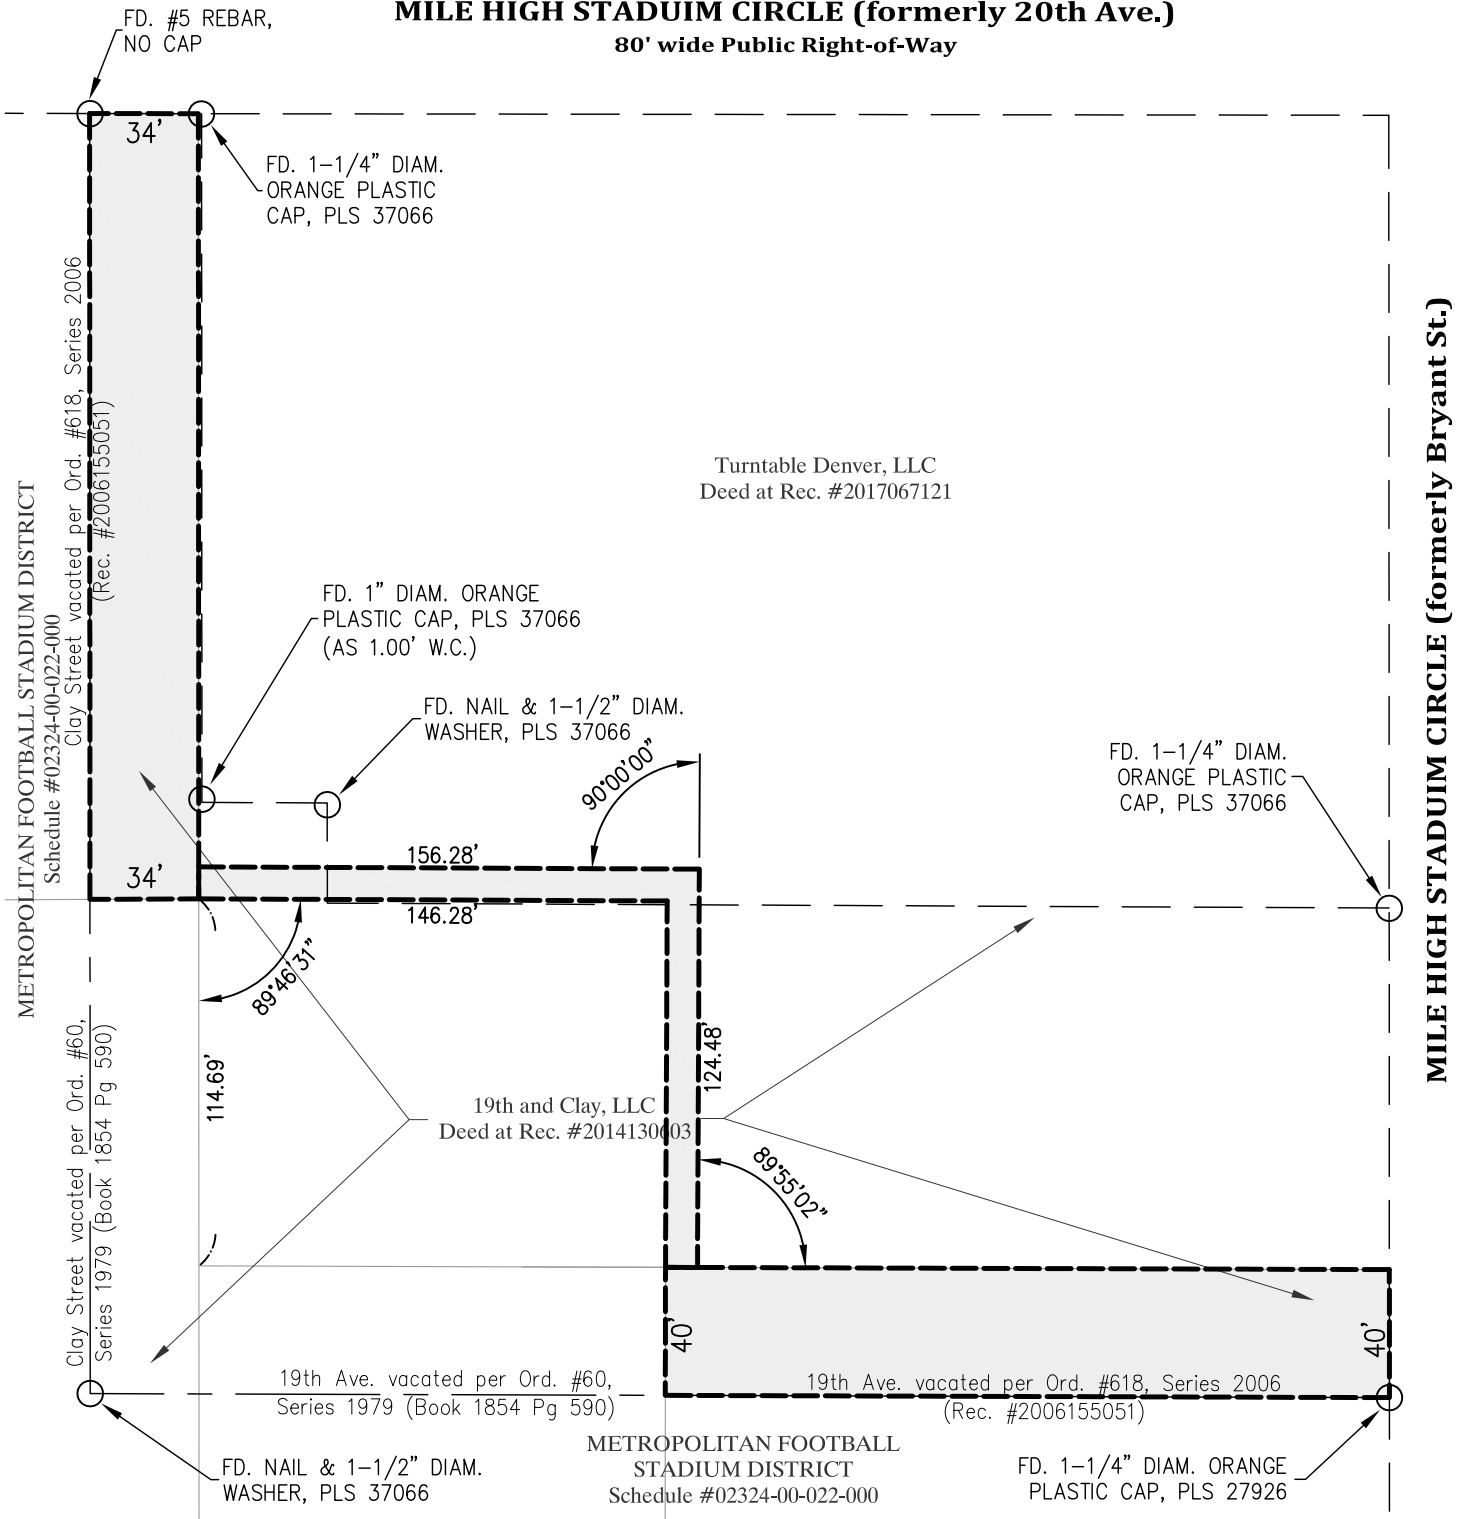 MILE HIGH STADUIM CIRCLE (formerly 20th Ave.)
80' wide Public Right-of-Way
FD. #5 REBAR,
NO CAP
34'
FD. 1-1/4" DIAM.
ORANGE PLASTIC
CAP, PLS 37066
Clay Street vacated per Ord. #618, Series 2006
(Rec. #2006155051)
METROPOLITAN FOOTBALL STADIUM DISTRICT
Schedule #02324-00-022-000
Turntable Denver, LLC
Deed at Rec. #2017067121
MILE HIGH STADUIM CIRCLE (formerly Bryant St.)
FD. 1" DIAM. ORANGE
PLASTIC CAP, PLS 37066
(AS 1.00' W.C.)
FD. NAIL & 1-1/2" DIAM.
WASHER, PLS 37066
90°00'00"
FD. 1-1/4" DIAM.
ORANGE PLASTIC
CAP, PLS 37066
34'
156.28'
146.28'
89°46'31"
114.69'
124.48'
Clay Street vacated per Ord. #60,
Series 1979 (Book 1854 Pg 590)
19th and Clay, LLC
Deed at Rec. #2014130603
89°55'02"
40'
40'
19th Ave. vacated per Ord. #60,
Series 1979 (Book 1854 Pg 590)
19th Ave. vacated per Ord. #618, Series 2006
(Rec. #2006155051)
METROPOLITAN FOOTBALL
STADIUM DISTRICT
Schedule #02324-00-022-000
FD. NAIL & 1-1/2" DIAM.
WASHER, PLS 37066
FD. 1-1/4" DIAM. ORANGE
PLASTIC CAP, PLS 27926